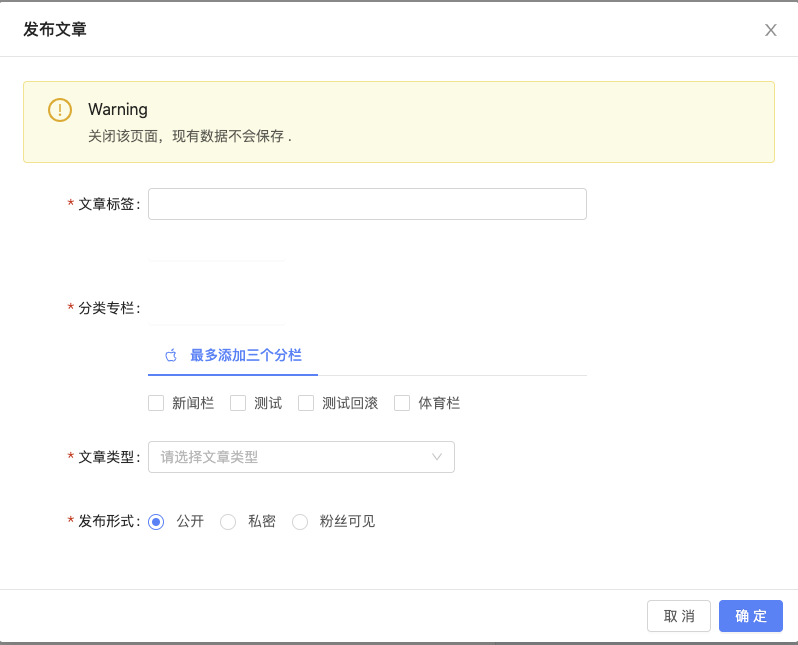 发布文章
Warning
关闭该页面，现有数据不会保存 .
* 文章标签：
* 分类专栏：
最多添加三个分栏
新闻栏 测试 测试回滚 体育栏
* 文章类型： 请选择文章类型
* 发布形式： 公开 私密 粉丝可见
取 消 确 定